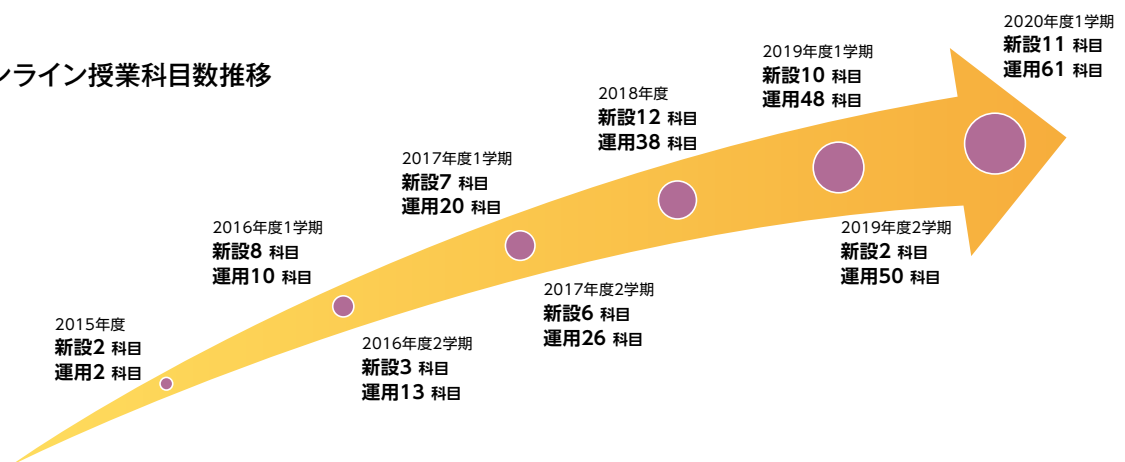 ンライン授業科目数推移
2015年度
新設2 科目
運用2 科目
2016年度1学期
新設8 科目
運用10 科目
2016年度2学期
新設3 科目
運用13 科目
2017年度1学期
新設7 科目
運用20 科目
2017年度2学期
新設6 科目
運用26 科目
2018年度
新設12 科目
運用38 科目
2019年度1学期
新設10 科目
運用48 科目
2019年度2学期
新設2 科目
運用50 科目
2020年度1学期
新設11 科目
運用61 科目